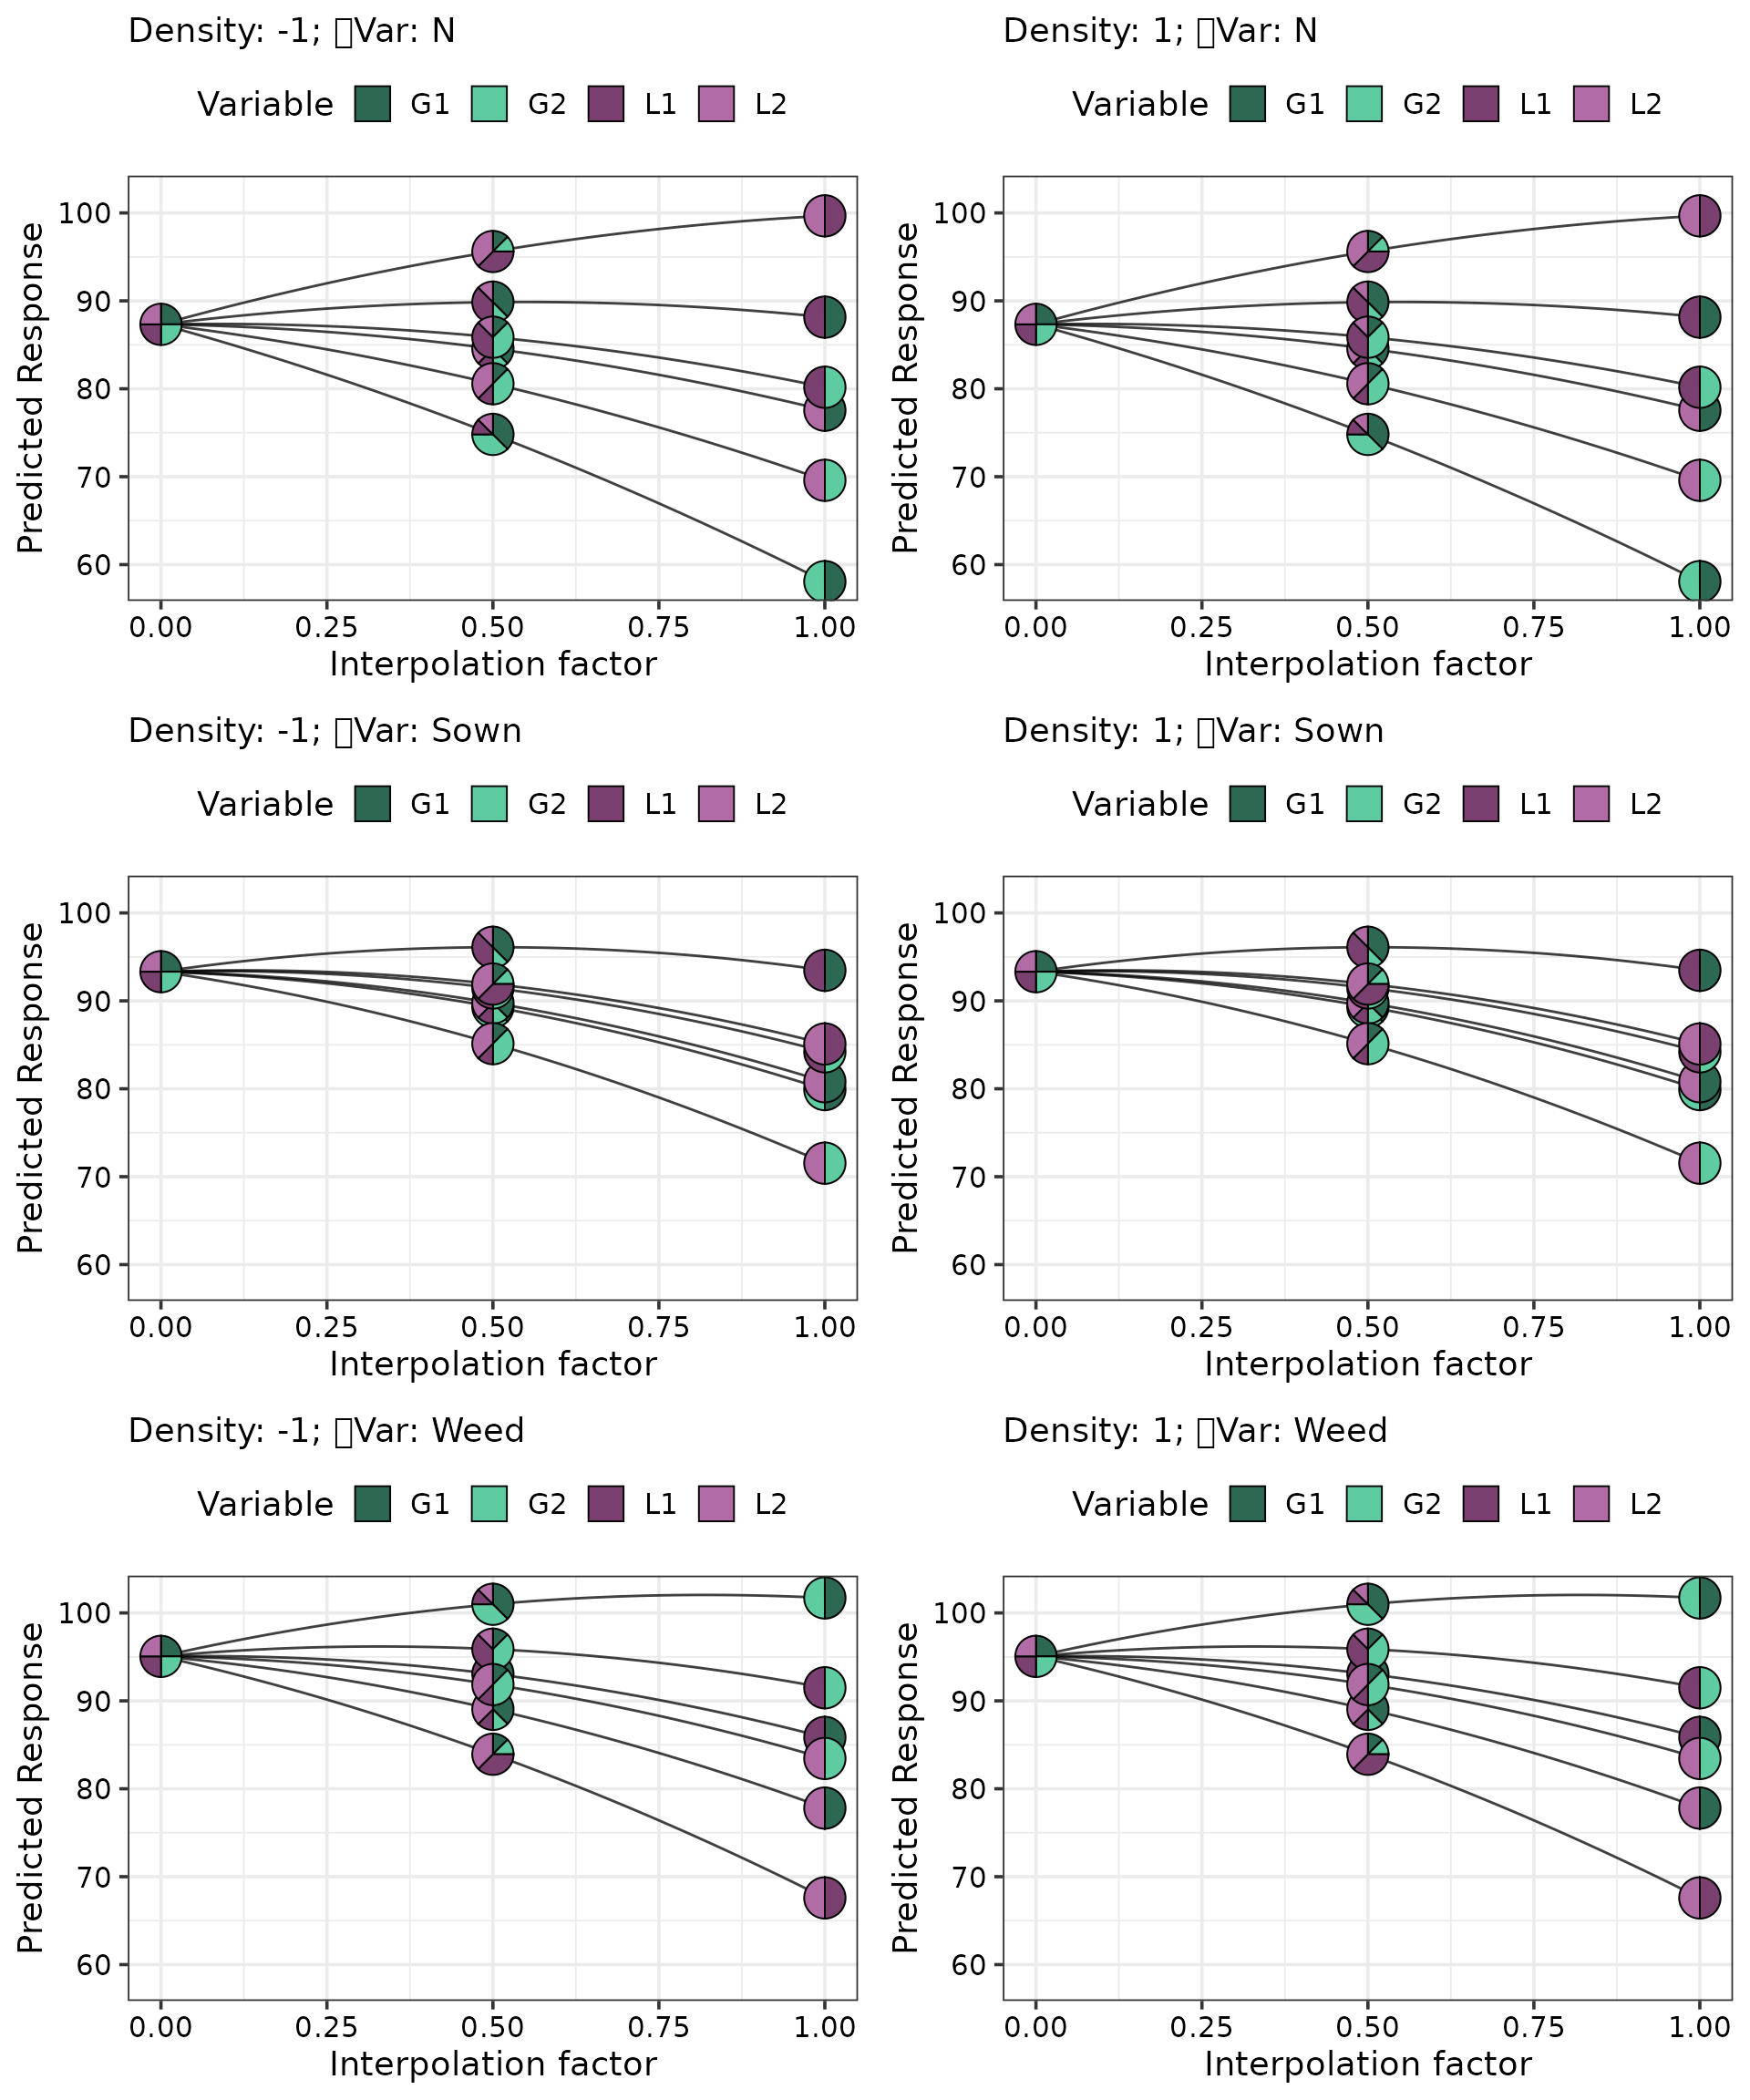 Density: -1; ▯Var: N
Variable G1 G2 L1 L2
Predicted Response
100
90
80
70
60
0.00 0.25 0.50 0.75 1.00
Interpolation factor
Density: 1; ▯Var: N
Variable G1 G2 L1 L2
Predicted Response
100
90
80
70
60
0.00 0.25 0.50 0.75 1.00
Interpolation factor
Density: -1; ▯Var: Sown
Variable G1 G2 L1 L2
Predicted Response
100
90
80
70
60
0.00 0.25 0.50 0.75 1.00
Interpolation factor
Density: 1; ▯Var: Sown
Variable G1 G2 L1 L2
Predicted Response
100
90
80
70
60
0.00 0.25 0.50 0.75 1.00
Interpolation factor
Density: -1; ▯Var: Weed
Variable G1 G2 L1 L2
Predicted Response
100
90
80
70
60
0.00 0.25 0.50 0.75 1.00
Interpolation factor
Density: 1; ▯Var: Weed
Variable G1 G2 L1 L2
Predicted Response
100
90
80
70
60
0.00 0.25 0.50 0.75 1.00
Interpolation factor